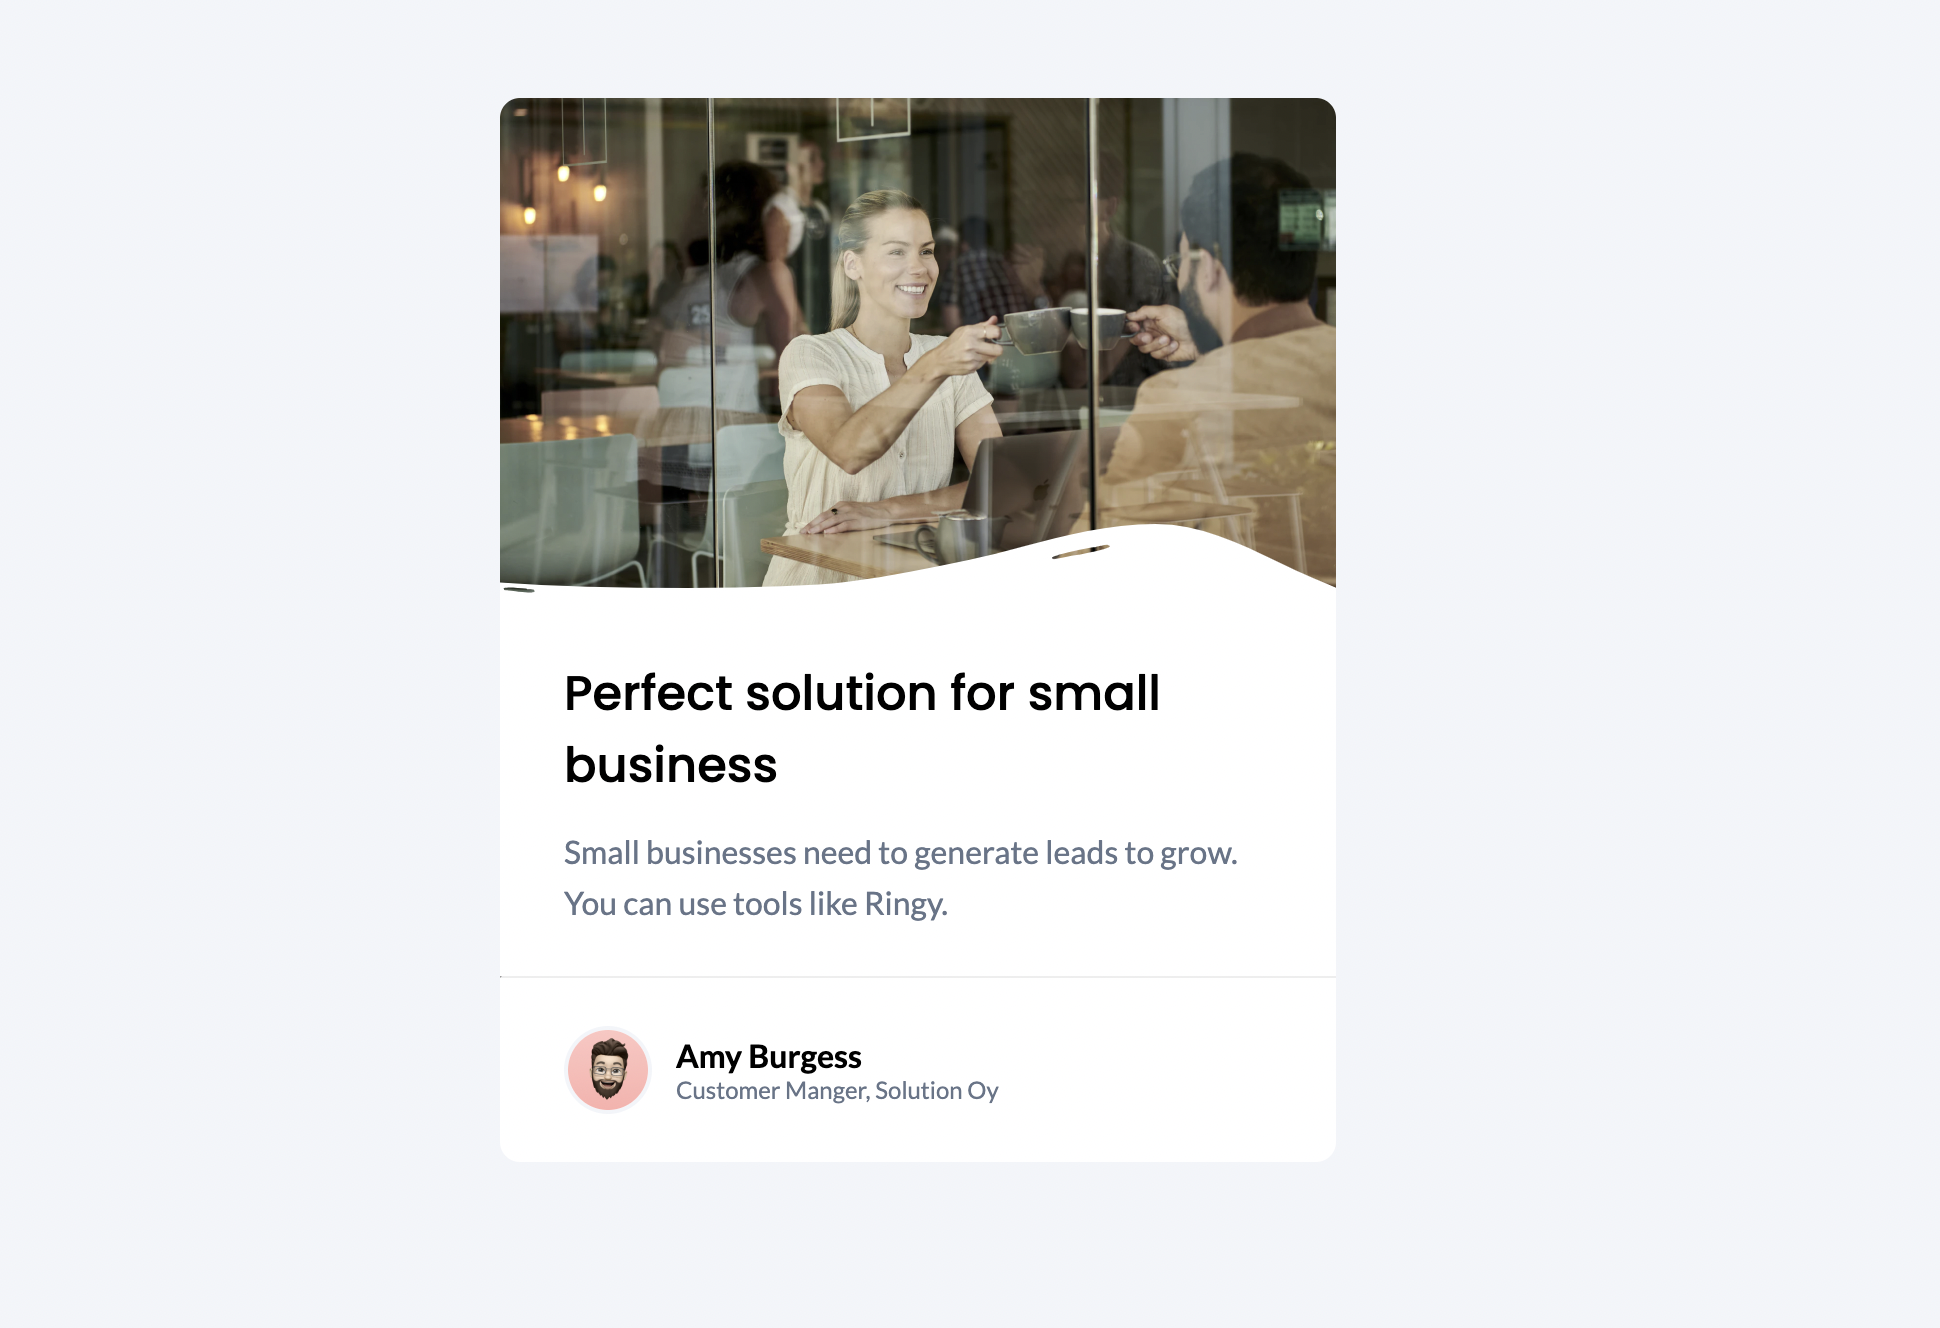 Perfect solution for small
business
Small businesses need to generate leads to grow.
You can use tools like Ringy.
Amy Burgess
Customer Manger, Solution Oy